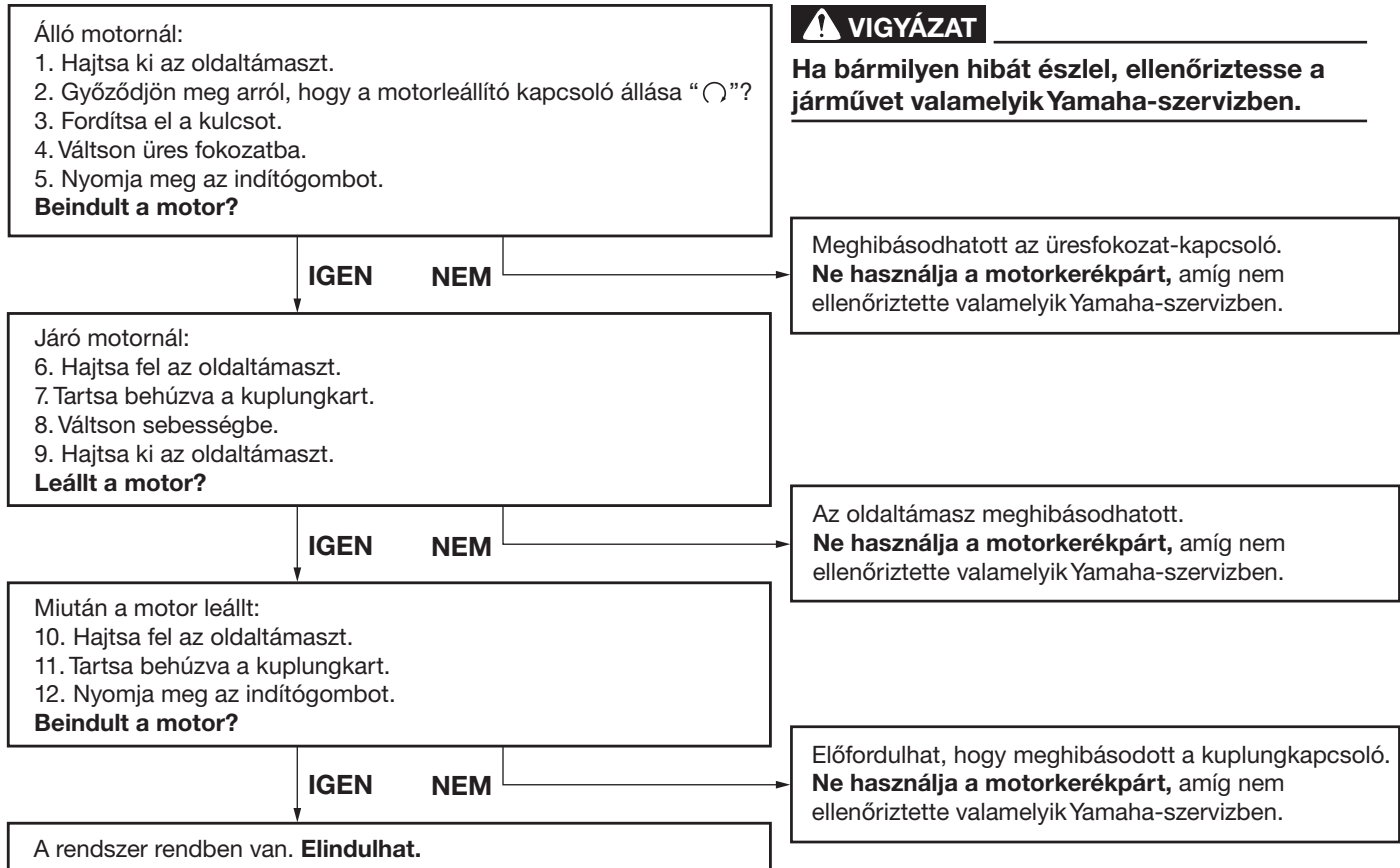 Álló motornál:
1. Hajtsa ki az oldaltámaszt.
2. Győződjön meg arról, hogy a motorleállító kapcsoló állása “ ”?
3. Fordítsa el a kulcsot.
4. Váltson üres fokozatba.
5. Nyomja meg az indítógombot.
Beindult a motor?
VIGYÁZAT
Ha bármilyen hibát észlel, ellenőriztesse a
járművet valamelyik Yamaha-szervizben.
IGEN NEM
Meghibásodhatott az üresfokozat-kapcsoló.
Ne használja a motorkerékpárt, amíg nem
ellenőriztette valamelyik Yamaha-szervizben.
Járó motornál:
6. Hajtsa fel az oldaltámaszt.
7. Tartsa behúzva a kuplungkart.
8. Váltson sebességbe.
9. Hajtsa ki az oldaltámaszt.
Leállt a motor?
IGEN NEM
Az oldaltámasz meghibásodhatott.
Ne használja a motorkerékpárt, amíg nem
ellenőriztette valamelyik Yamaha-szervizben.
Miután a motor leállt:
10. Hajtsa fel az oldaltámaszt.
11. Tartsa behúzva a kuplungkart.
12. Nyomja meg az indítógombot.
Beindult a motor?
IGEN NEM
Előfordulhat, hogy meghibásodott a kuplungkapcsoló.
Ne használja a motorkerékpárt, amíg nem
ellenőriztette valamelyik Yamaha-szervizben.
A rendszer rendben van. Elindulhat.